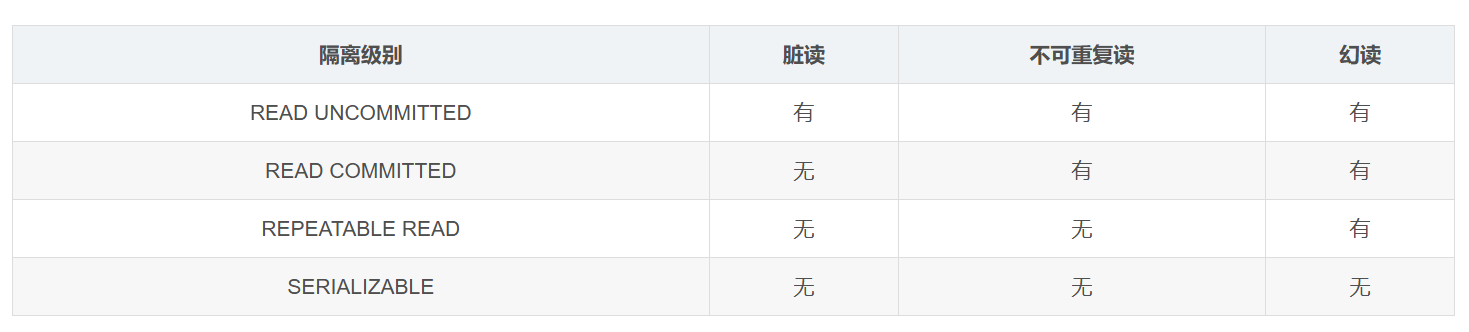 隔离级别 脏读 不可重复读 幻读
READ UNCOMMITTED 有 有 有
READ COMMITTED 无 有 有
REPEATABLE READ 无 无 有
SERIALIZABLE 无 无 无